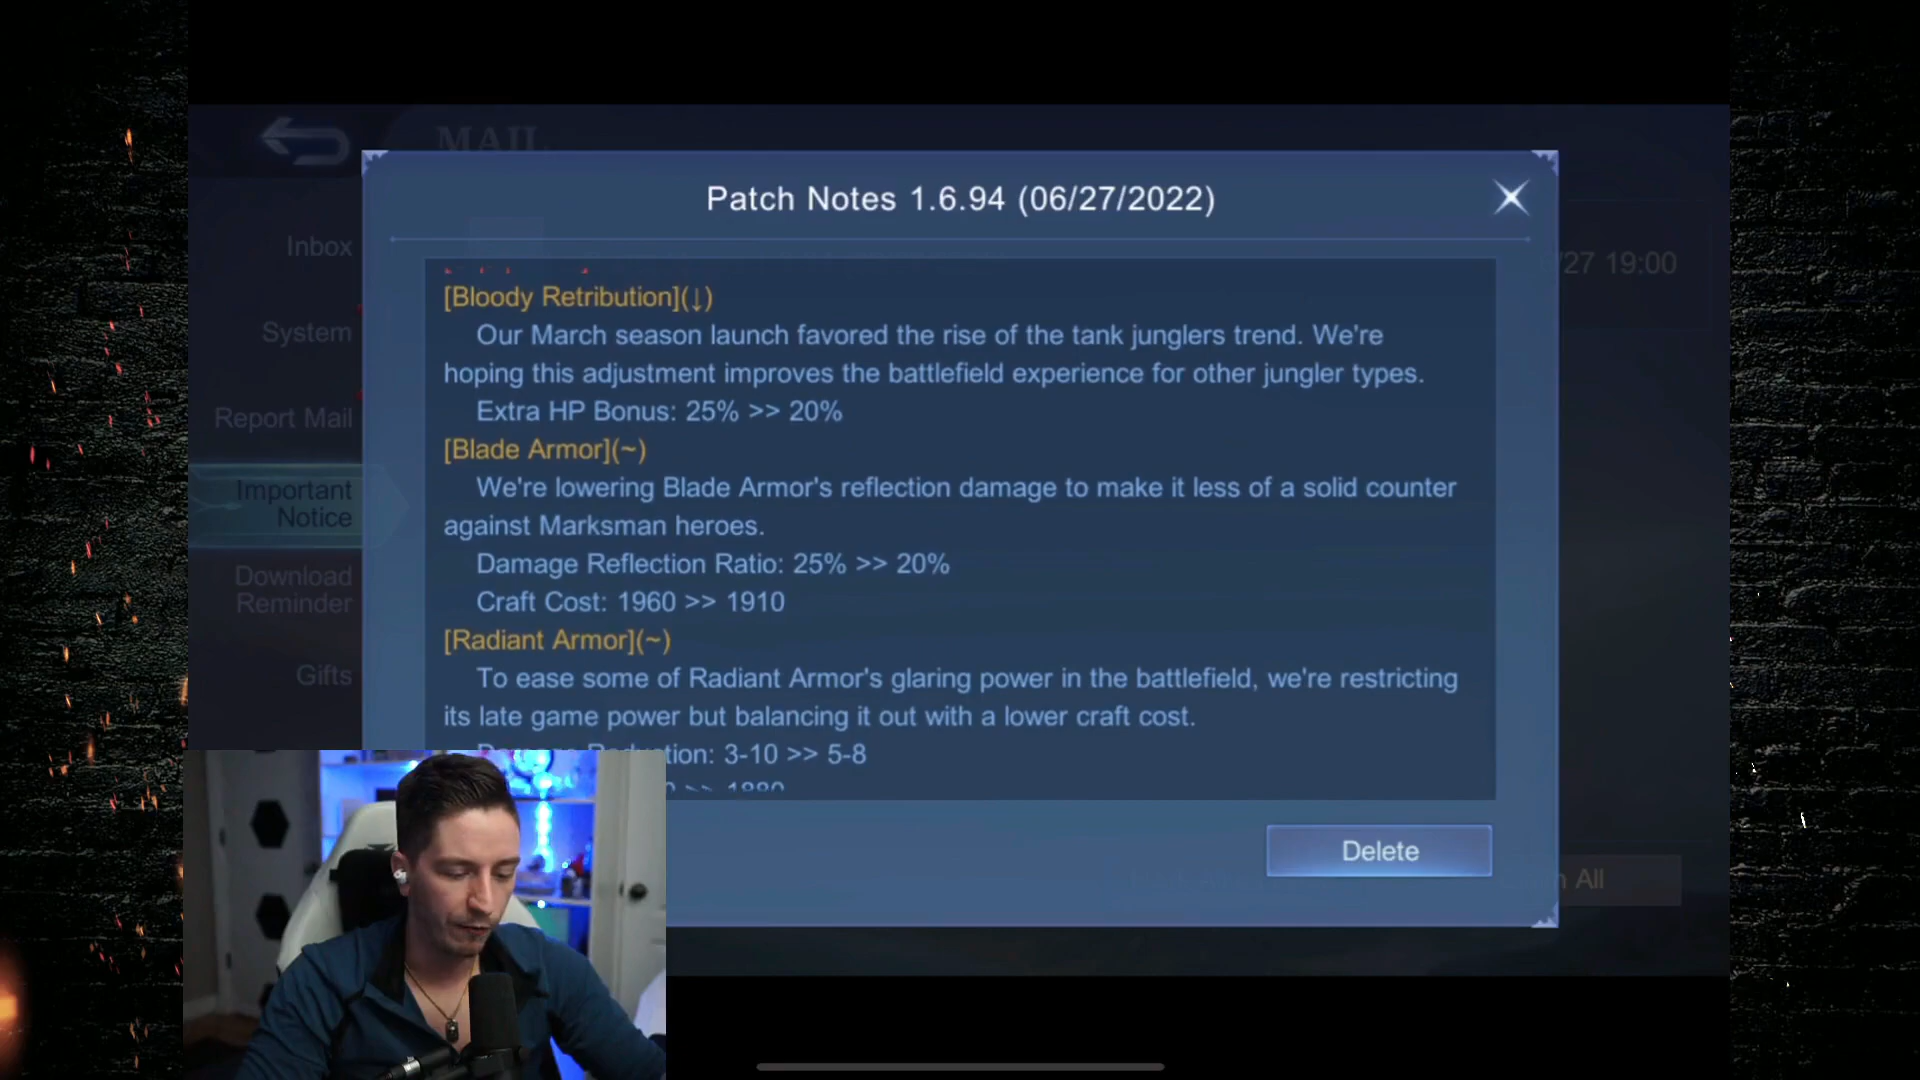 MAIL
Patch Notes 1.6.94 (06/27/2022)
Inbox
System
Report Mail
Important
Notice
Download
Reminder
Gifts
/27 19:00
[Bloody Retribution](↓)
Our March season launch favored the rise of the tank junglers trend. We're
hoping this adjustment improves the battlefield experience for other jungler types.
Extra HP Bonus: 25% >> 20%
[Blade Armor](~)
We're lowering Blade Armor's reflection damage to make it less of a solid counter
against Marksman heroes.
Damage Reflection Ratio: 25% >> 20%
Craft Cost: 1960 >> 1910
[Radiant Armor](~)
To ease some of Radiant Armor's glaring power in the battlefield, we're restricting
its late game power but balancing it out with a lower craft cost.
Damage Reduction: 3-10 >> 5-8
>> 1880
Delete
All